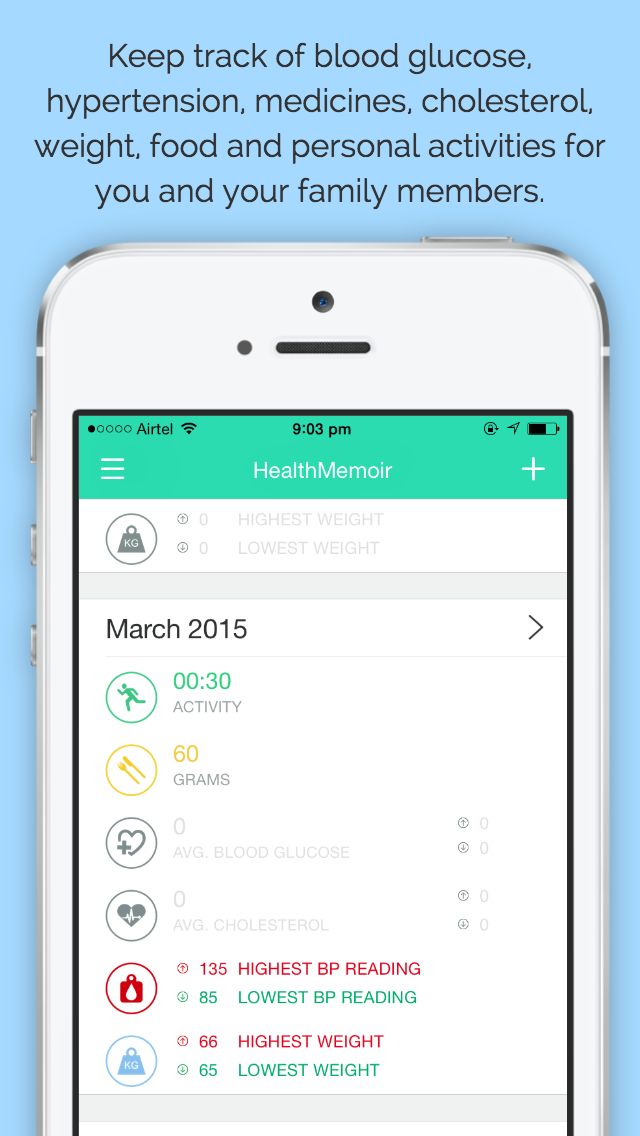 Keep track of blood glucose,
hypertension, medicines, cholesterol,
weight, food and personal activities for
you and your family members.
Airtel 9:03 pm
HealthMemoir
KG
0 HIGHEST WEIGHT
0 LOWEST WEIGHT
March 2015
00:30
ACTIVITY
60
GRAMS
0 0
AVG. BLOOD GLUCOSE 0
0 0
AVG. CHOLESTEROL 0
135 HIGHEST BP READING
85 LOWEST BP READING
KG
66 HIGHEST WEIGHT
65 LOWEST WEIGHT